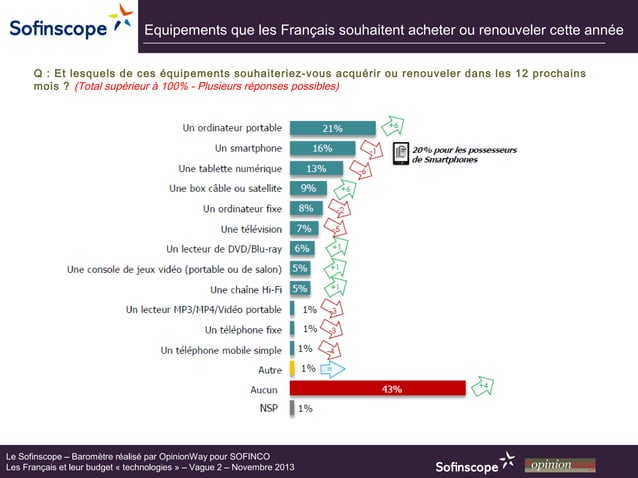 Sofinscope
Equipements que les Français souhaitent acheter ou renouveler cette année
Q : Et lesquels de ces équipements souhaiteriez-vous acquérir ou renouveler dans les 12 prochains
mois ? (Total supérieur à 100% - Plusieurs réponses possibles)
Un ordinateur portable 21% +6
Un smartphone 16% -1
20% pour les possesseurs
de Smartphones
Une tablette numérique 13% -6
Une box câble ou satellite 9% +6
Un ordinateur fixe 8% -2
Une télévision 7% -5
Un lecteur de DVD/Blu-ray 6% +1
Une console de jeux vidéo (portable ou de salon) 5% +1
Une chaîne Hi-Fi 5% +1
Un lecteur MP3/MP4/Vidéo portable 1% -3
Un téléphone fixe 1% -3
Un téléphone mobile simple 1% -4
Autre 1% =
Aucun 43% +4
NSP 1%
Le Sofinscope – Baromètre réalisé par OpinionWay pour SOFINCO
Les Français et leur budget « technologies » – Vague 2 – Novembre 2013
Sofinscope
opinionway